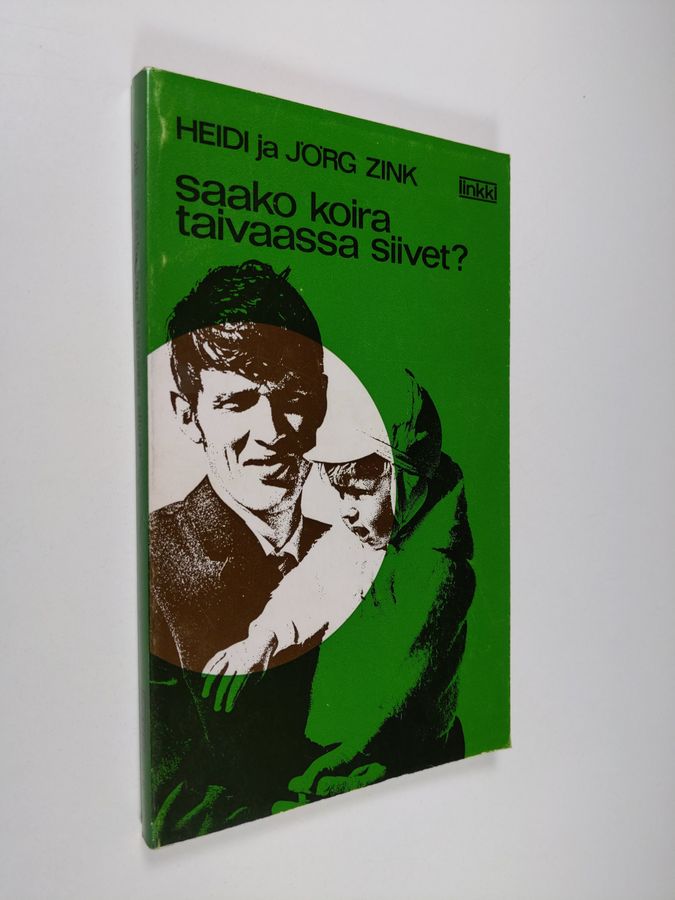 HEIDI ja JÖRG ZINK
linkki
saako koira
taivaassa siivet?